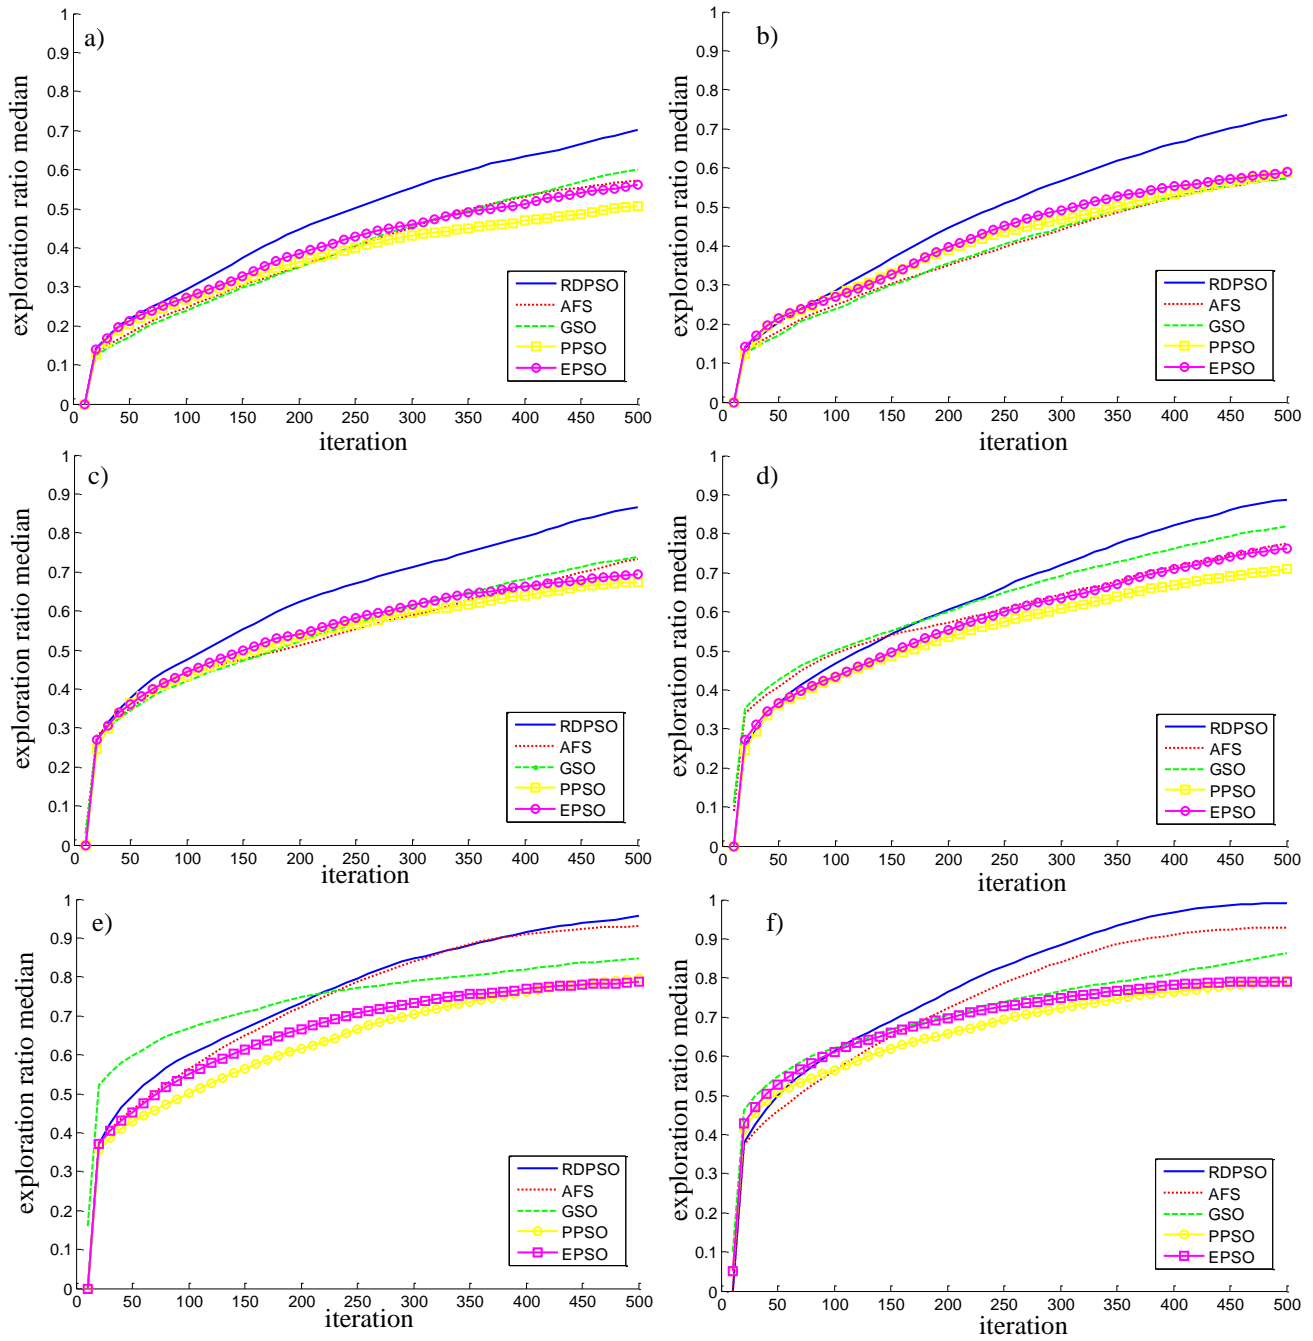 a)
exploration ratio median
1
0.9
0.8
0.7
0.6
0.5
0.4
0.3
0.2
0.1
0
50 100 150 200 250 300 350 400 450 500
iteration
RDPSO
AFS
GSO
PPSO
EPSO
b)
exploration ratio median
1
0.9
0.8
0.7
0.6
0.5
0.4
0.3
0.2
0.1
0
0 50 100 150 200 250 300 350 400 450 500
iteration
RDPSO
AFS
GSO
PPSO
EPSO
c)
exploration ratio median
1
0.9
0.8
0.7
0.6
0.5
0.4
0.3
0.2
0.1
0
0 50 100 150 200 250 300 350 400 450 500
iteration
RDPSO
AFS
GSO
PPSO
EPSO
d)
exploration ratio median
1
0.9
0.8
0.7
0.6
0.5
0.4
0.3
0.2
0.1
0
0 50 100 150 200 250 300 350 400 450 500
iteration
RDPSO
AFS
GSO
PPSO
EPSO
e)
exploration ratio median
1
0.9
0.8
0.7
0.6
0.5
0.4
0.3
0.2
0.1
0
0 50 100 150 200 250 300 350 400 450 500
iteration
RDPSO
AFS
GSO
PPSO
EPSO
f)
exploration ratio median
1
0.9
0.8
0.7
0.6
0.5
0.4
0.3
0.2
0.1
0
0 50 100 150 200 250 300 350 400 450 500
iteration
RDPSO
AFS
GSO
PPSO
EPSO